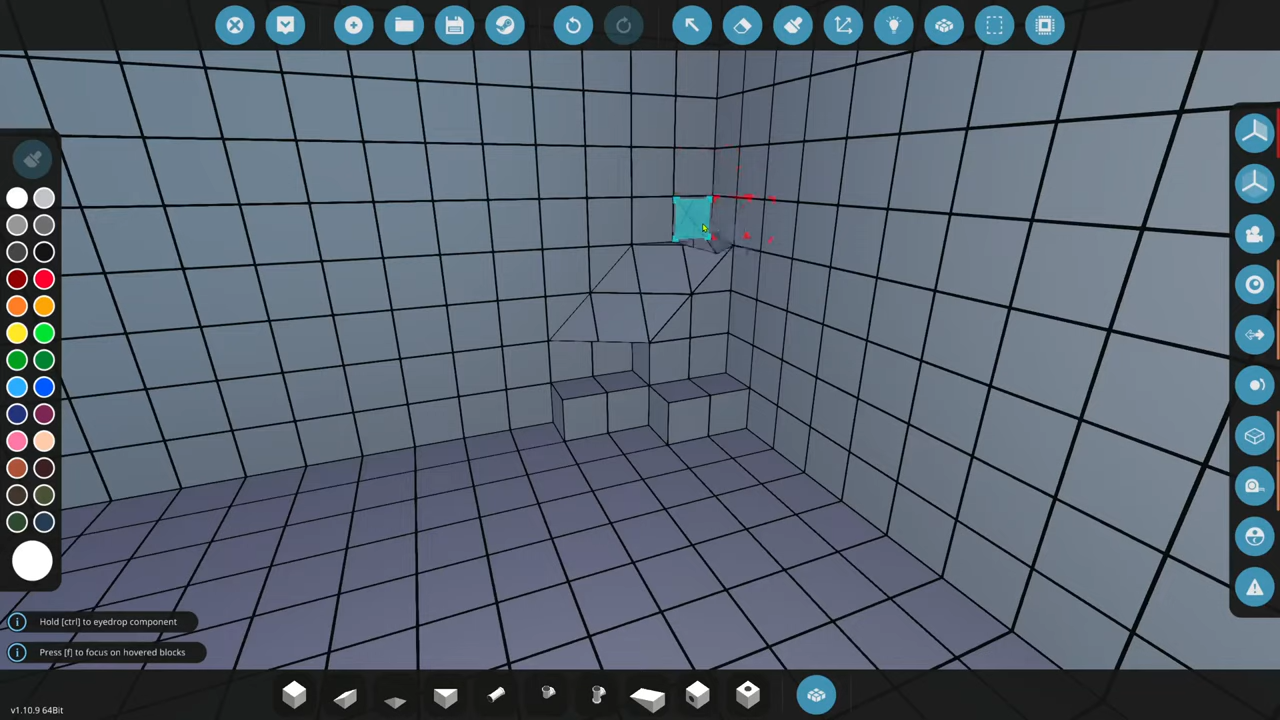 Hold [ctrl] to eyedrop component
Press [f] to focus on hovered blocks
v1.10.9 64Bit